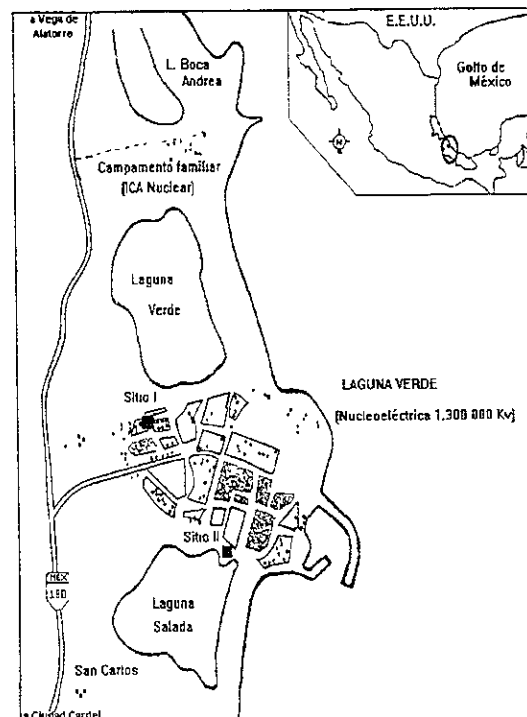 a Vega de
Alatorre
L. Boca
Andrea
E.E.U.U.
Golfo de
México
N
Campamento familiar
(ICA Nuclear)
Laguna
Verde
Sitio I
LAGUNA VERDE
(Nucleoeléctrica 1,300 000 Kv)
Sitio II
MEX
180
Laguna
Salada
San Carlos
a Ciudad Cardel